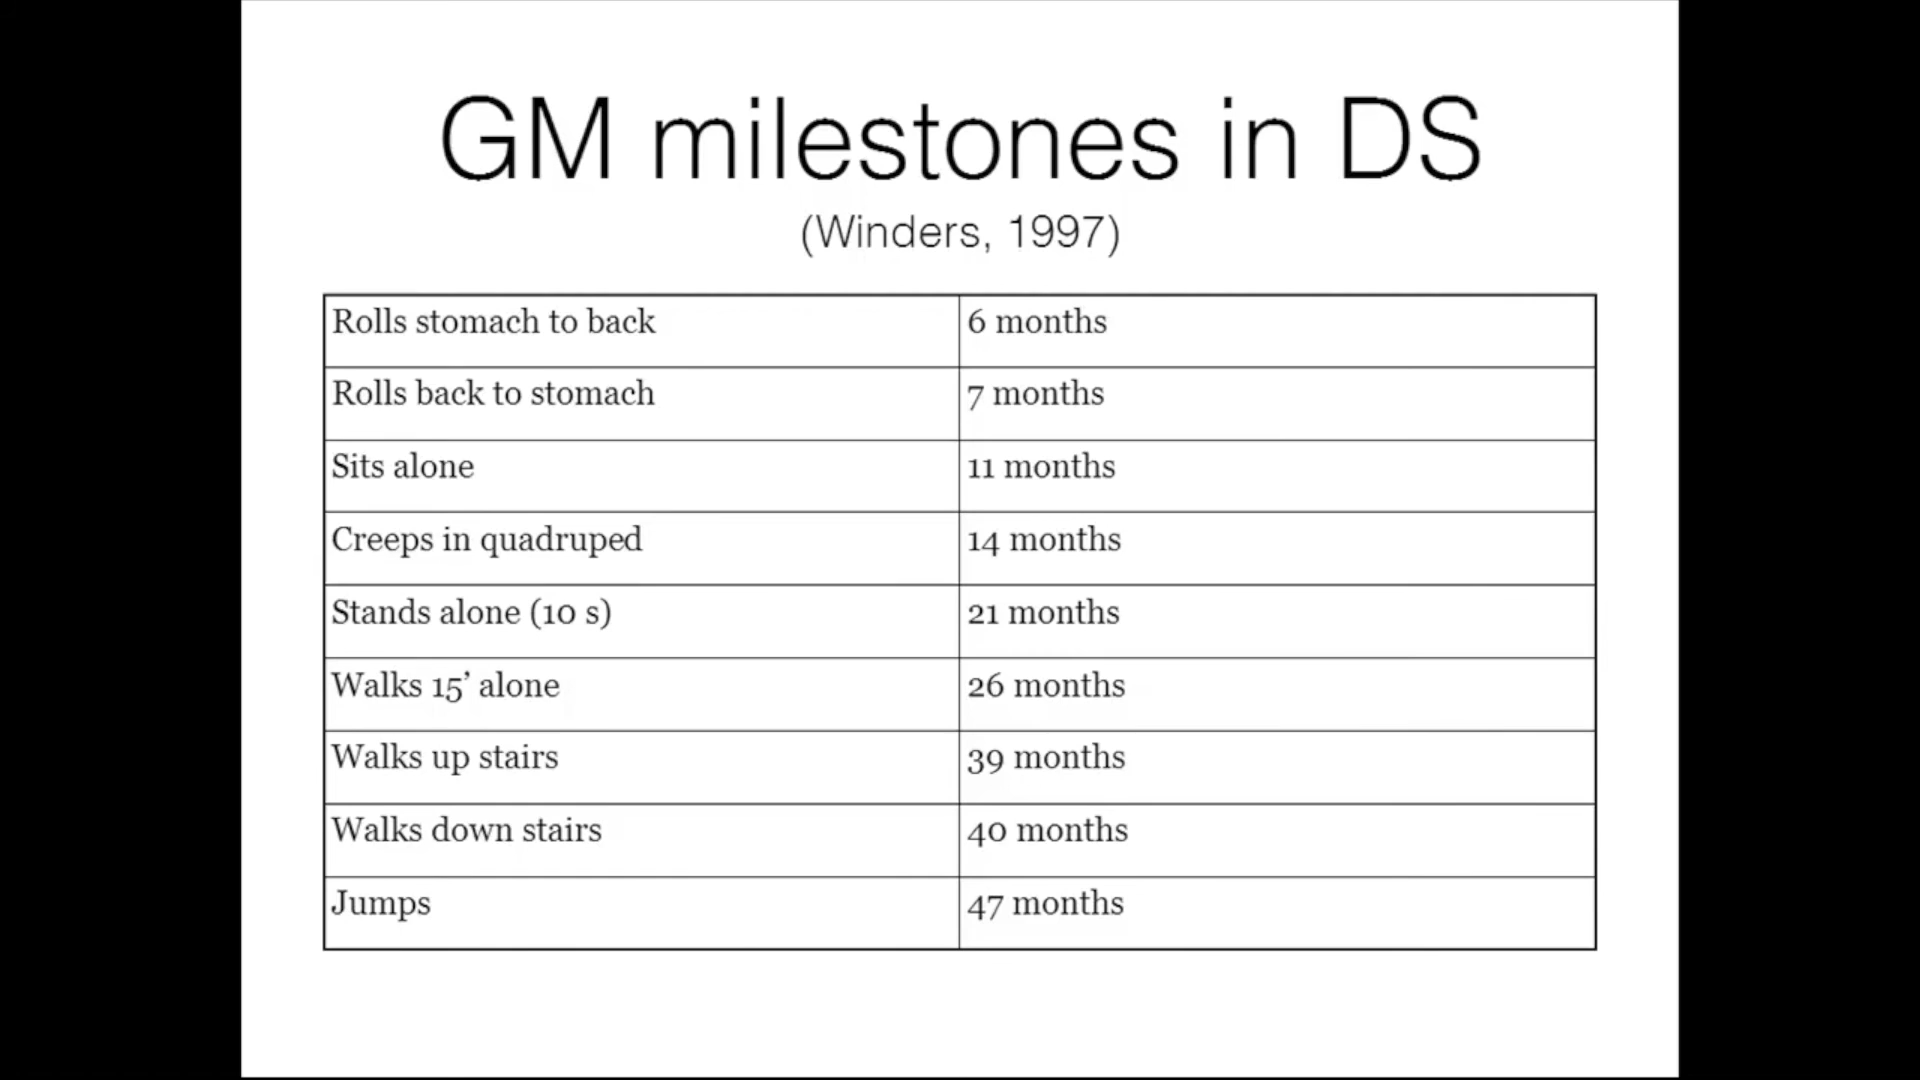 GM milestones in DS
(Winders, 1997)
Rolls stomach to back 6 months
Rolls back to stomach 7 months
Sits alone 11 months
Creeps in quadruped 14 months
Stands alone (10 s) 21 months
Walks 15’ alone 26 months
Walks up stairs 39 months
Walks down stairs 40 months
Jumps 47 months